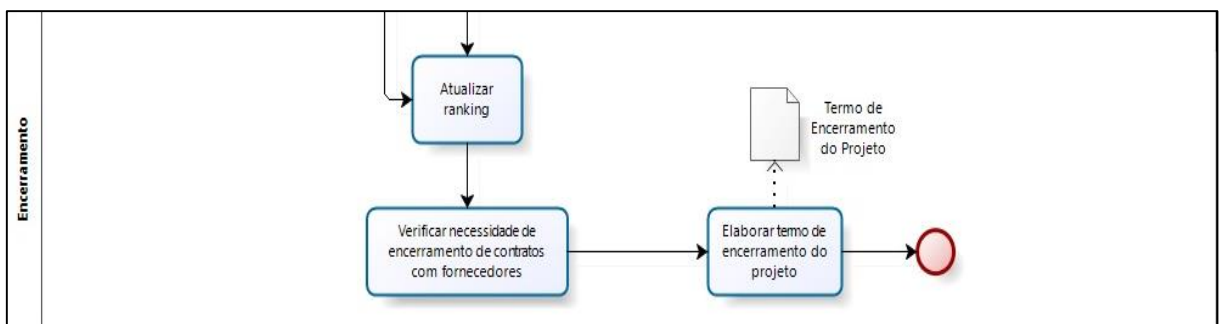 Encerramento
Atualizar
ranking
Termo de
Encerramento
do Projeto
Verificar necessidade de
encerramento de contratos
com fornecedores
Elaborar termo de
encerramento do
projeto